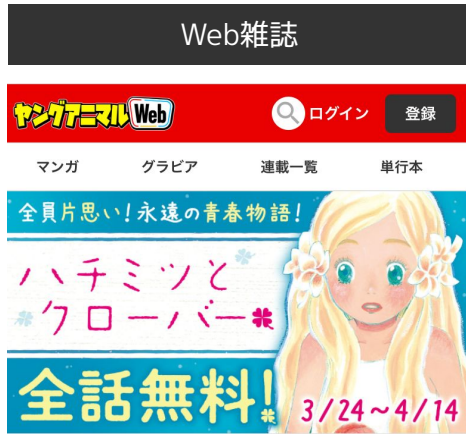 Web雑誌
ヤングアニマルWeb
ログイン
登録
マンガ
グラビア
連載一覧
単行本
全員片思い!永遠の青春物語!
ハチミツと
クローバー
全話無料!
3/24~4/14